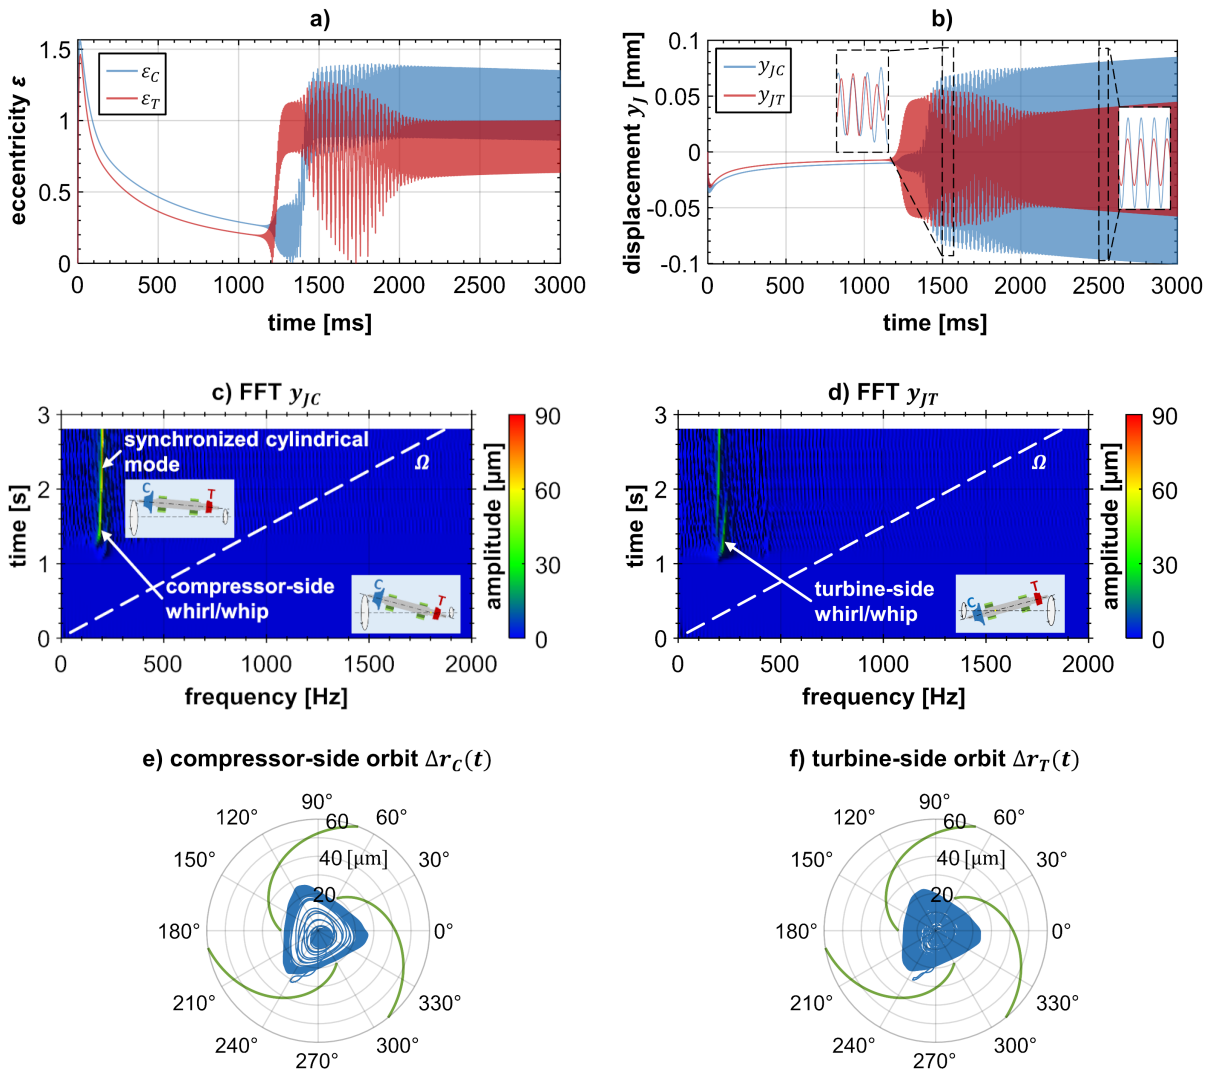 a)
eccentricity ε
1.5
1
0.5
0
ε_C
ε_T
0 500 1000 1500 2000 2500 3000
time [ms]
b)
displacement y_J [mm]
0.1
0.05
0
-0.05
-0.1
y_JC
y_JT
0 500 1000 1500 2000 2500 3000
time [ms]
c) FFT y_JC
time [s]
3
2
1
0
synchronized cylindrical
mode
Ω
C T
compressor-side
whirl/whip
C T
0 500 1000 1500 2000
frequency [Hz]
amplitude [μm]
90
60
30
0
d) FFT y_JT
time [s]
3
2
1
0
Ω
turbine-side
whirl/whip
C T
0 500 1000 1500 2000
frequency [Hz]
amplitude [μm]
90
60
30
0
e) compressor-side orbit Δr_C(t)
90°
120° 60 60°
150° 40 [μm] 30°
20
180° 0°
210° 330°
240° 300°
270°
f) turbine-side orbit Δr_T(t)
90°
120° 60 60°
150° 40 [μm] 30°
20
180° 0°
210° 330°
240° 300°
270°